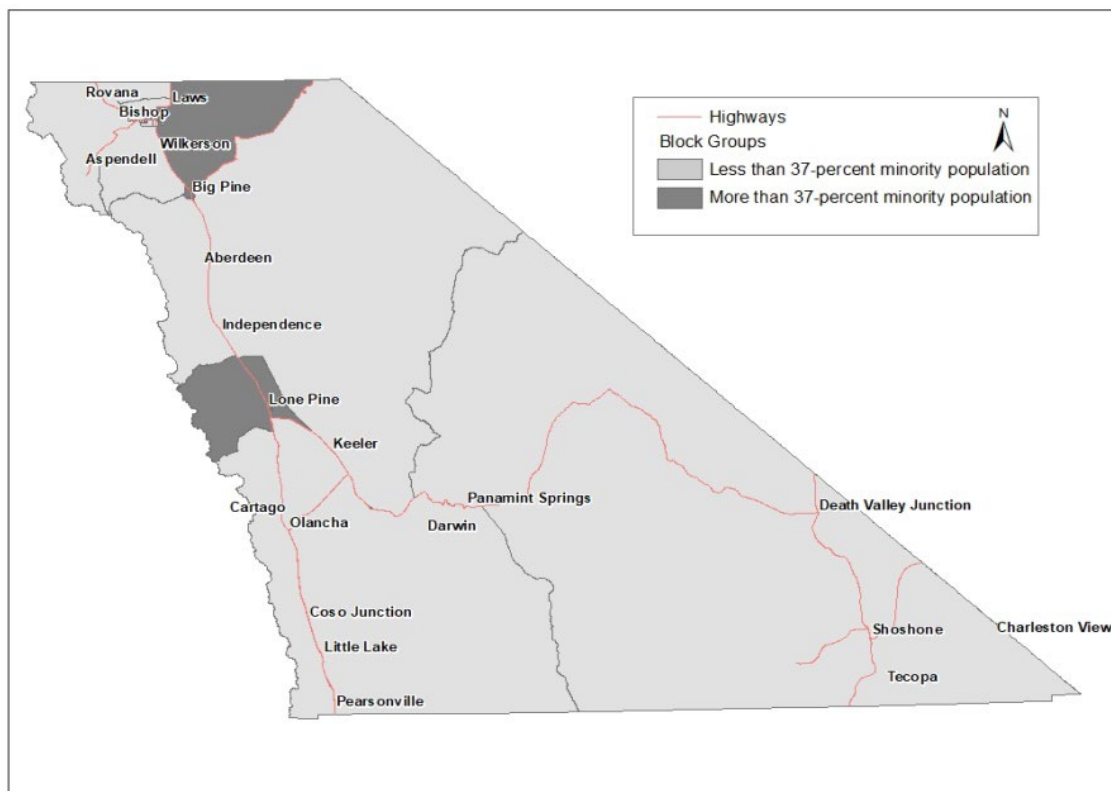 Rovana
Laws
Bishop
Wilkerson
Aspendell
Big Pine
Aberdeen
Independence
Lone Pine
Keeler
Cartago
Olancha
Darwin
Panamint Springs
Death Valley Junction
Coso Junction
Little Lake
Pearsonville
Shoshone
Charleston View
Tecopa
Highways
N
Block Groups
Less than 37-percent minority population
More than 37-percent minority population